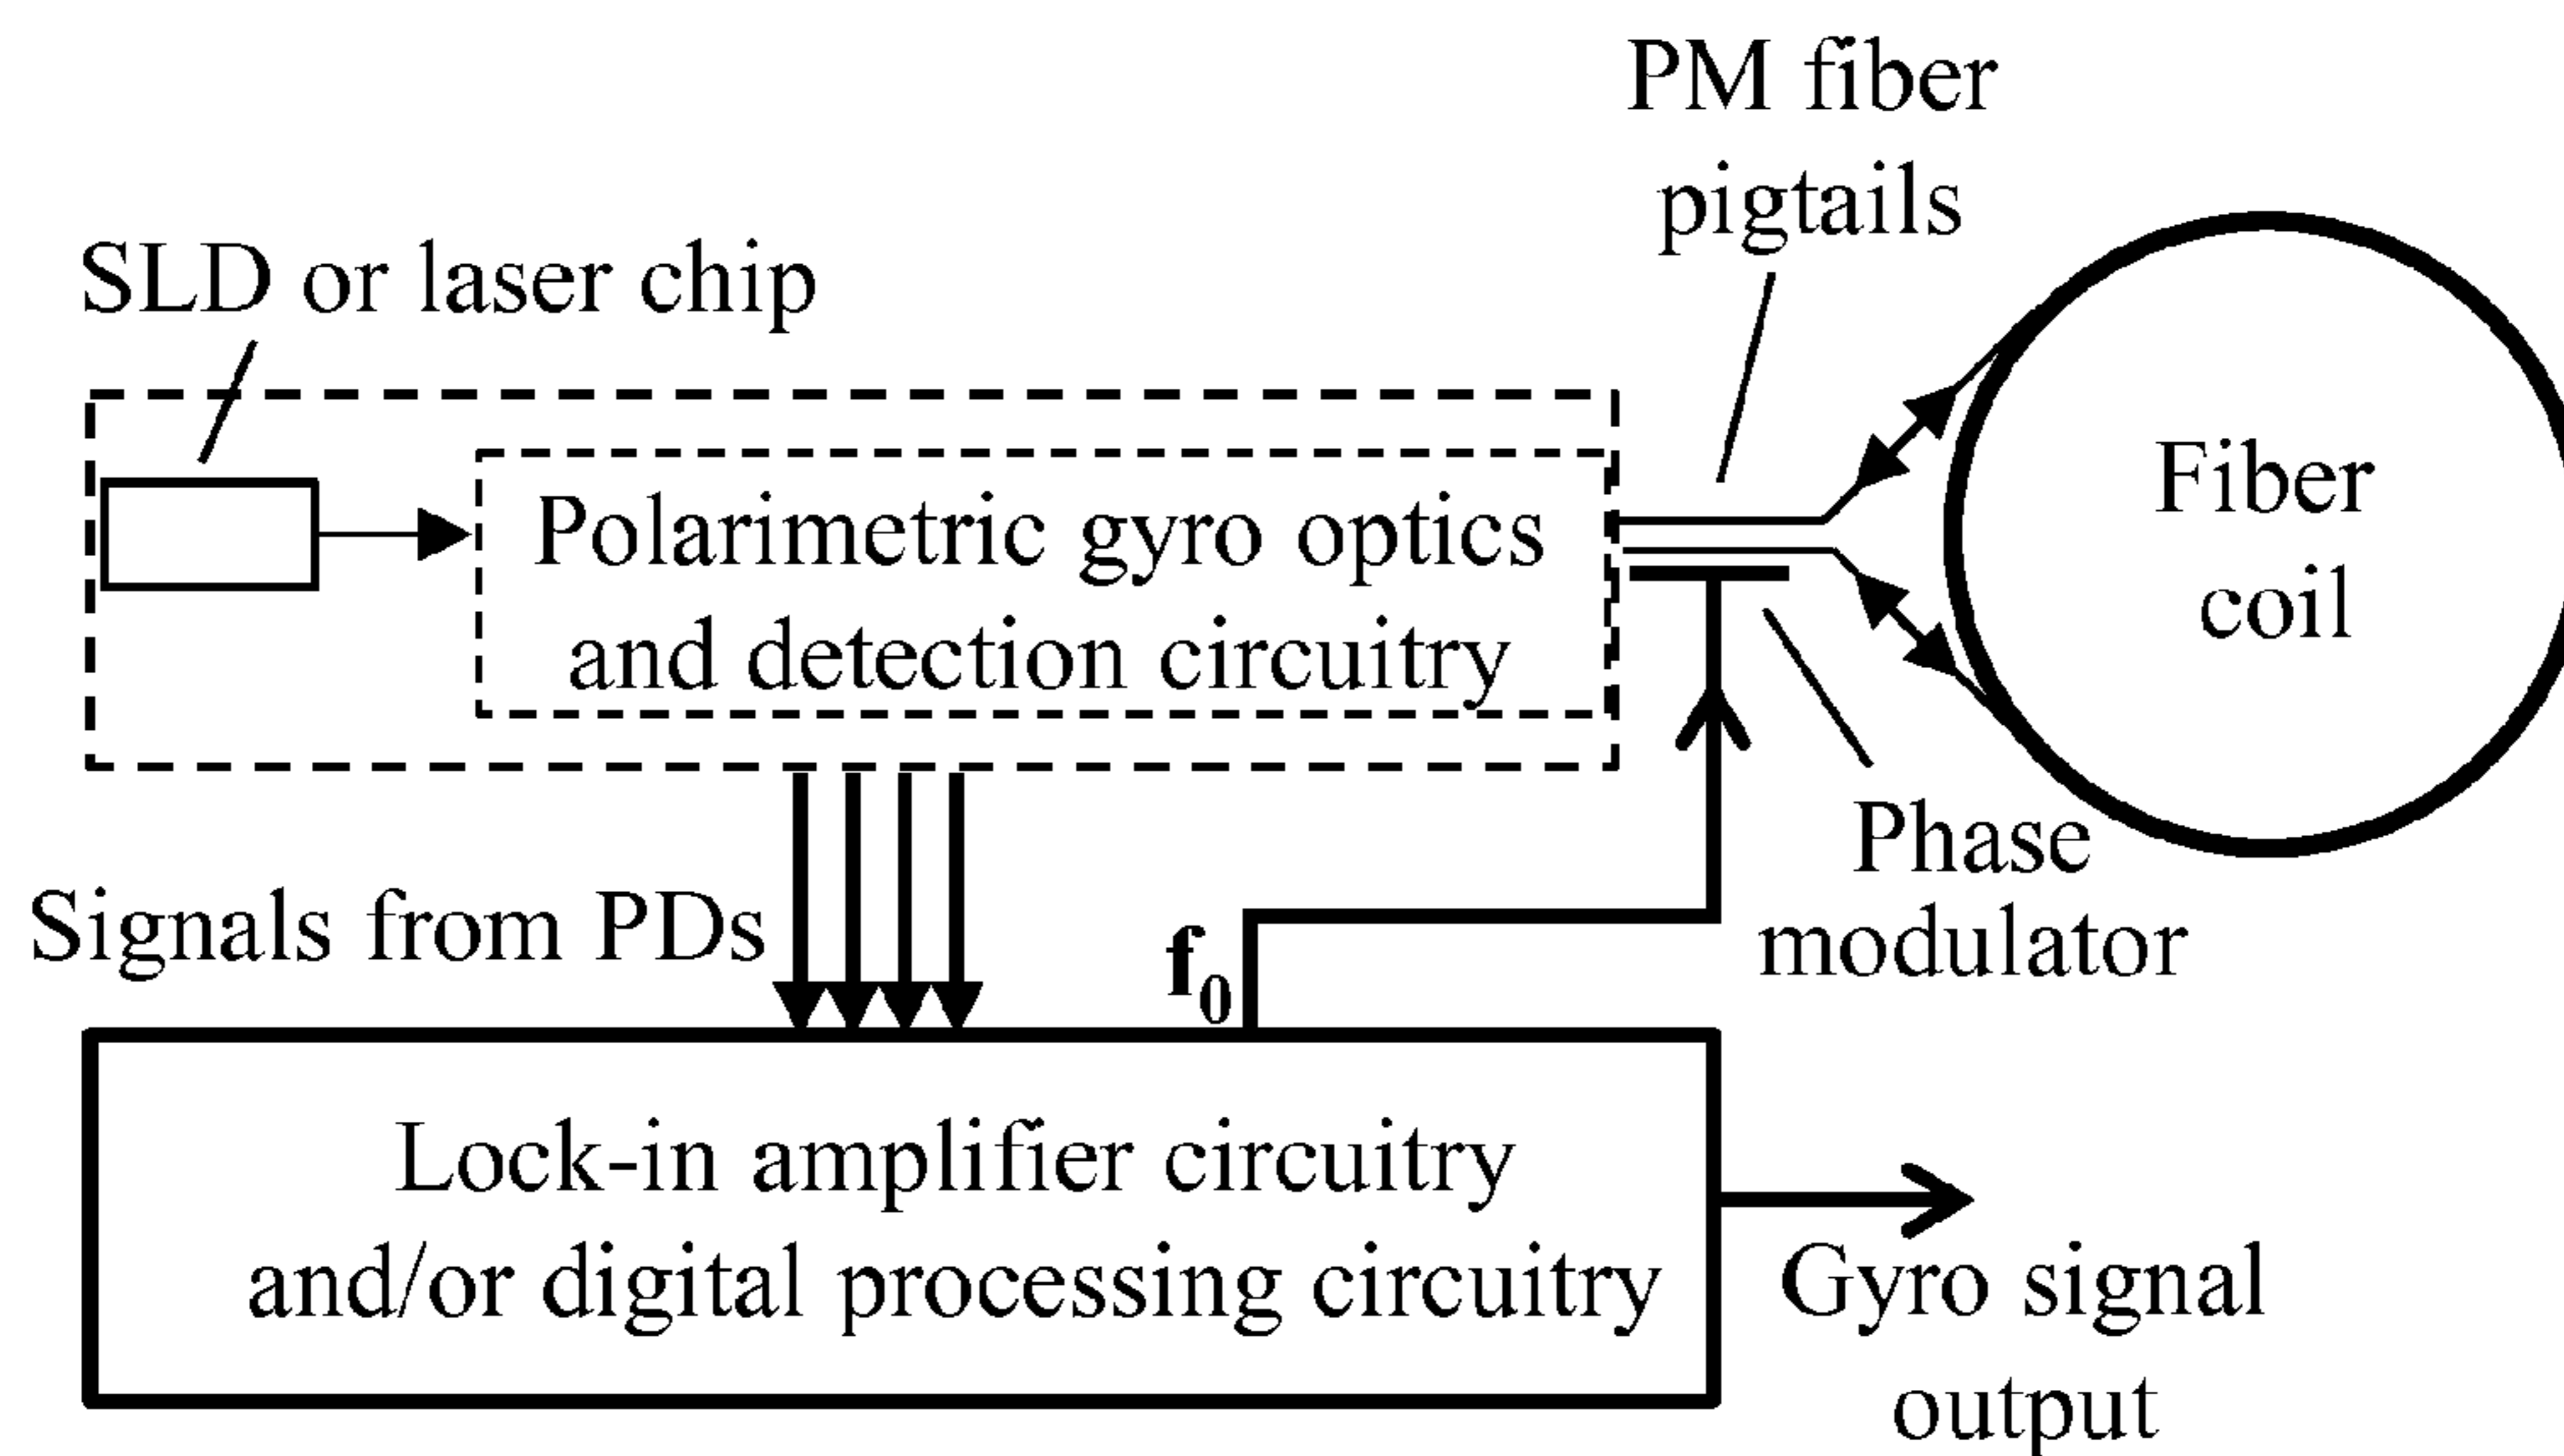 PM fiber
pigtails
SLD or laser chip
Polarimetric gyro optics
and detection circuitry
Fiber
coil
Phase
modulator
Signals from PDs
f₀
Lock-in amplifier circuitry
and/or digital processing circuitry
Gyro signal
output